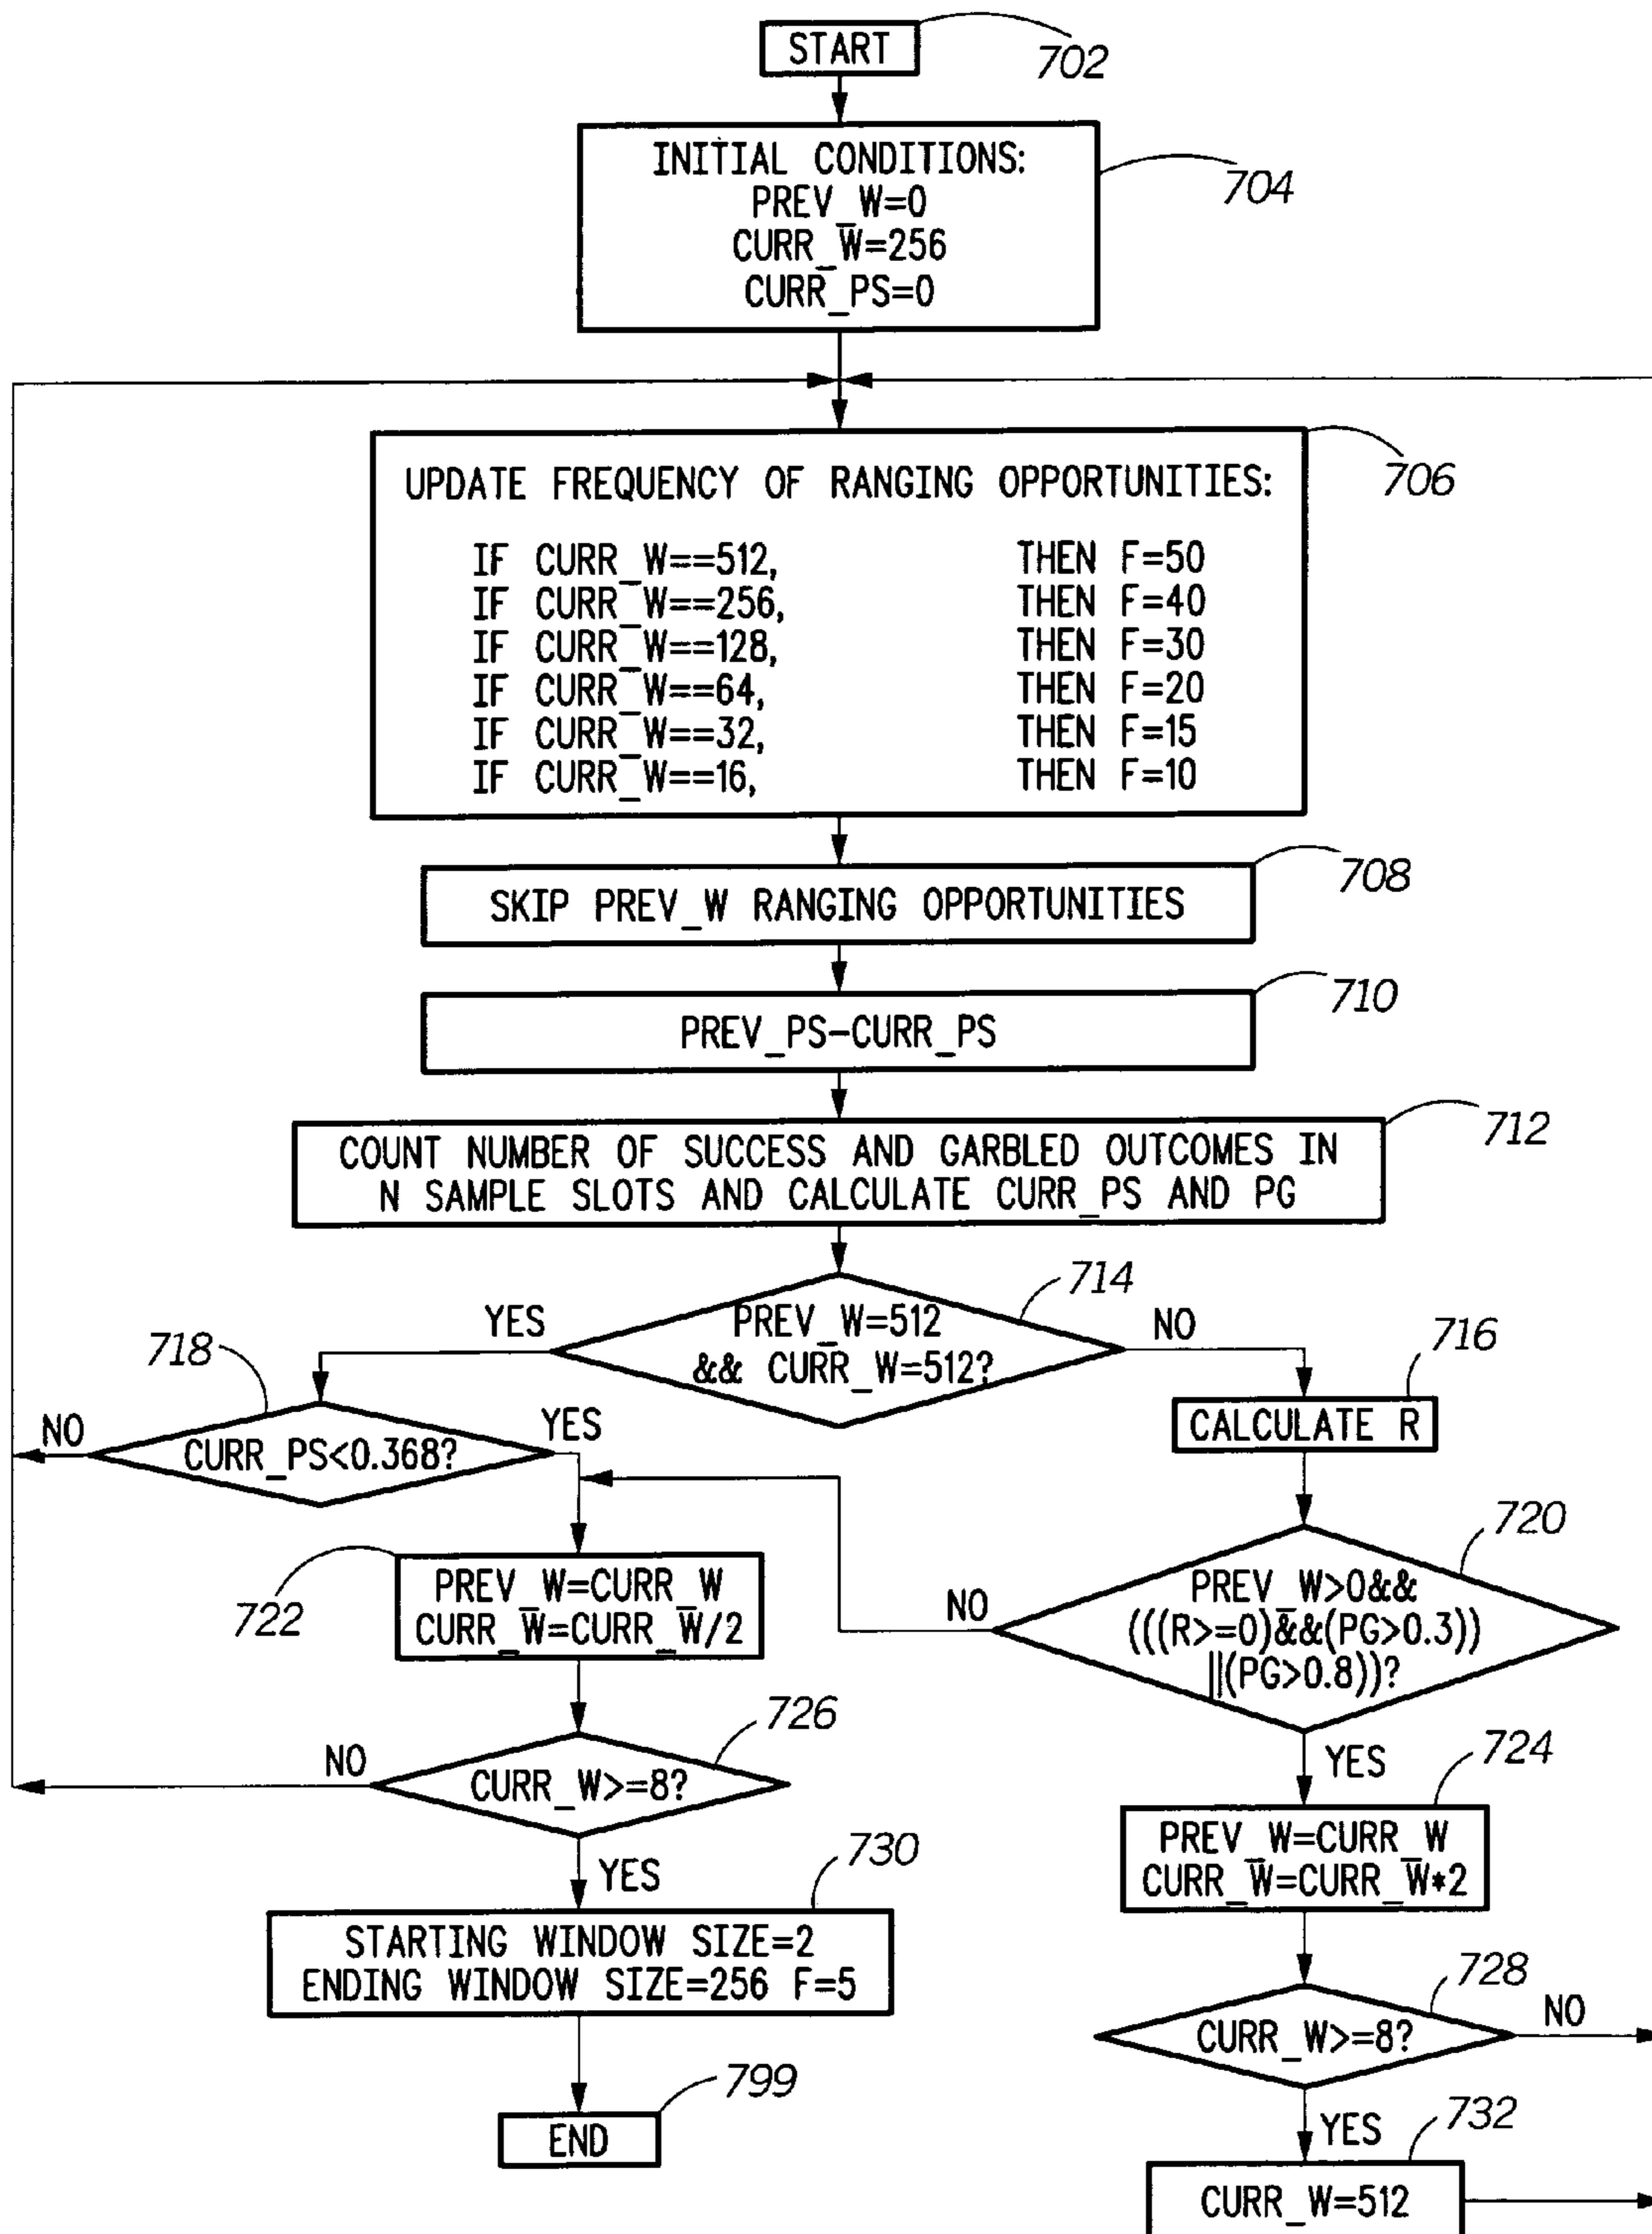 START
702
INITIAL CONDITIONS:
PREV_W=0
CURR_W=256
CURR_PS=0
704
UPDATE FREQUENCY OF RANGING OPPORTUNITIES:
706
IF CURR_W==512, THEN F=50
IF CURR_W==256, THEN F=40
IF CURR_W==128, THEN F=30
IF CURR_W==64, THEN F=20
IF CURR_W==32, THEN F=15
IF CURR_W==16, THEN F=10
SKIP PREV_W RANGING OPPORTUNITIES
708
PREV_PS-CURR_PS
710
COUNT NUMBER OF SUCCESS AND GARBLED OUTCOMES IN
N SAMPLE SLOTS AND CALCULATE CURR_PS AND PG
712
PREV_W=512
&& CURR_W=512?
714
YES
NO
718
CURR_PS<0.368?
NO
YES
716
CALCULATE R
720
PREV_W>0&&
(((R>=0)&&(PG>0.3))
||(PG>0.8))?
NO
YES
722
PREV_W=CURR_W
CURR_W=CURR_W/2
724
PREV_W=CURR_W
CURR_W=CURR_W*2
726
CURR_W>=8?
NO
YES
730
STARTING WINDOW SIZE=2
ENDING WINDOW SIZE=256 F=5
728
CURR_W>=8?
NO
YES
799
END
732
CURR_W=512